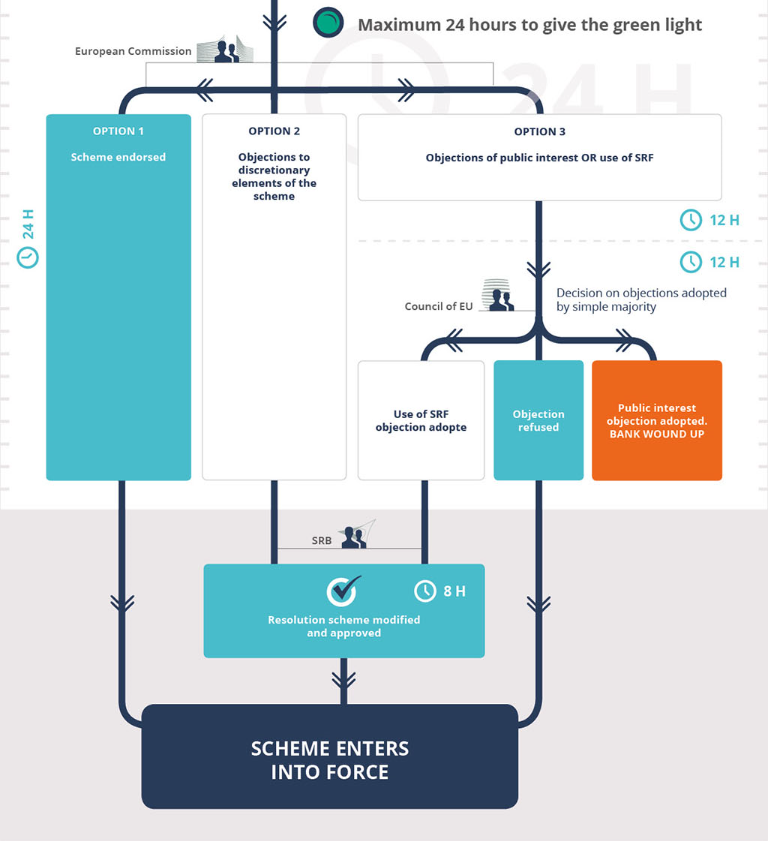 Maximum 24 hours to give the green light
European Commission
24 H
OPTION 1
Scheme endorsed
OPTION 2
Objections to
discretionary
elements of the
scheme
OPTION 3
Objections of public interest OR use of SRF
24 H
12 H
12 H
Council of EU
Decision on objections adopted
by simple majority
Use of SRF
objection adopte
Objection
refused
Public interest
objection adopted.
BANK WOUND UP
SRB
8 H
Resolution scheme modified
and approved
SCHEME ENTERS
INTO FORCE